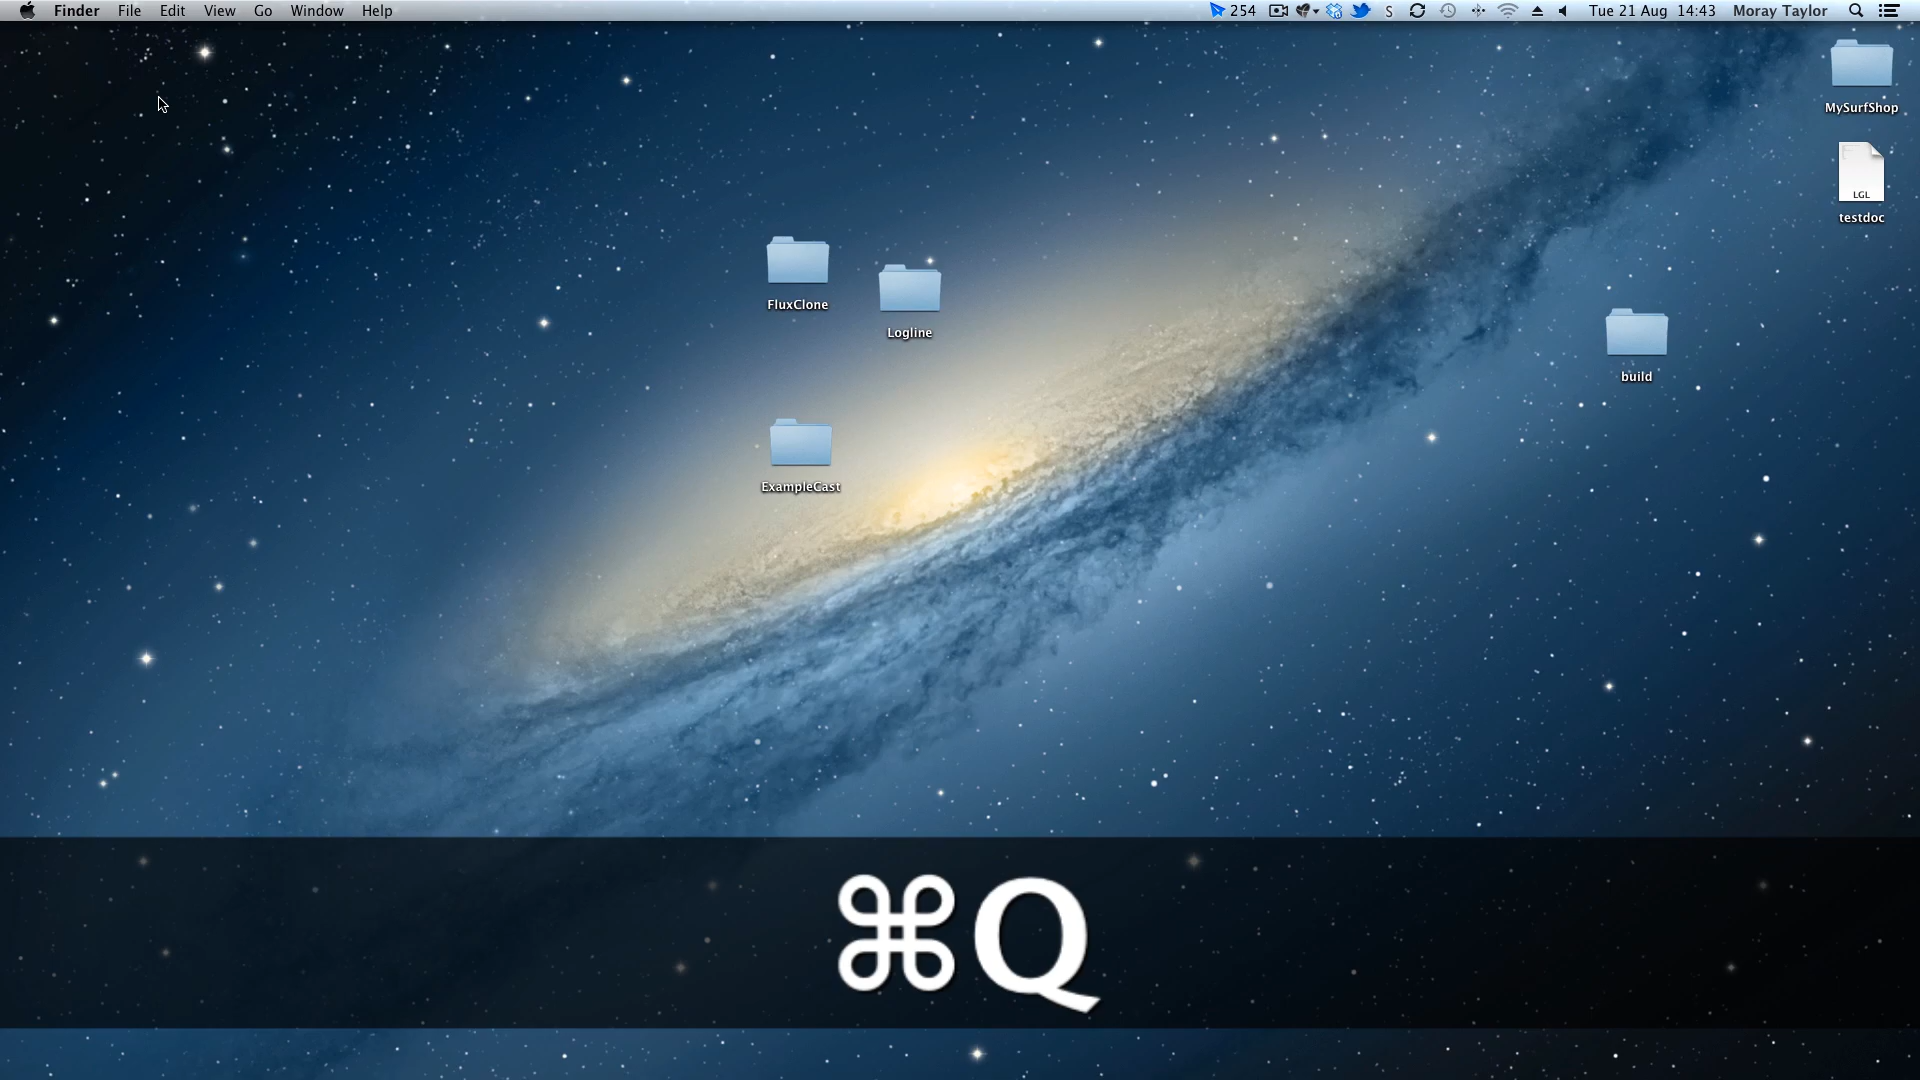 Finder File Edit View Go Window Help 254 S Tue 21 Aug 14:43 Moray Taylor
MySurfShop
LGL
testdoc
FluxClone
Logline
build
ExampleCast
⌘Q